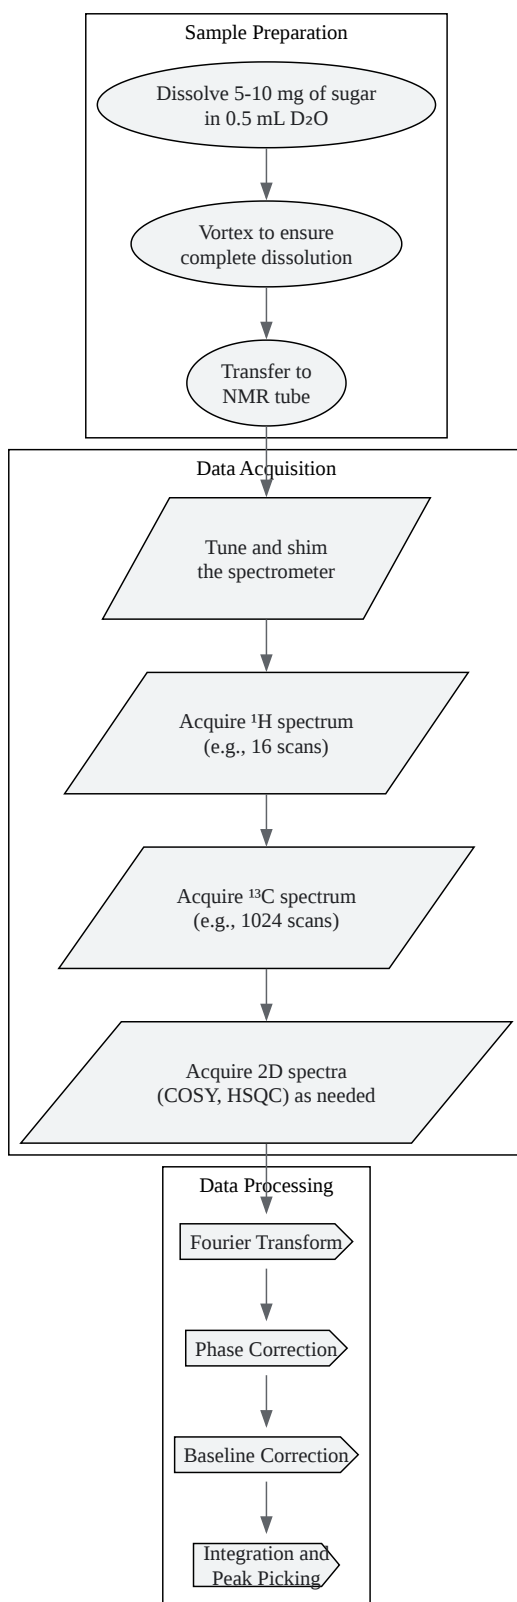 Sample Preparation
Dissolve 5-10 mg of sugar
in 0.5 mL D₂O
Vortex to ensure
complete dissolution
Transfer to
NMR tube
Data Acquisition
Tune and shim
the spectrometer
Acquire ¹H spectrum
(e.g., 16 scans)
Acquire ¹³C spectrum
(e.g., 1024 scans)
Acquire 2D spectra
(COSY, HSQC) as needed
Data Processing
Fourier Transform
Phase Correction
Baseline Correction
Integration and
Peak Picking